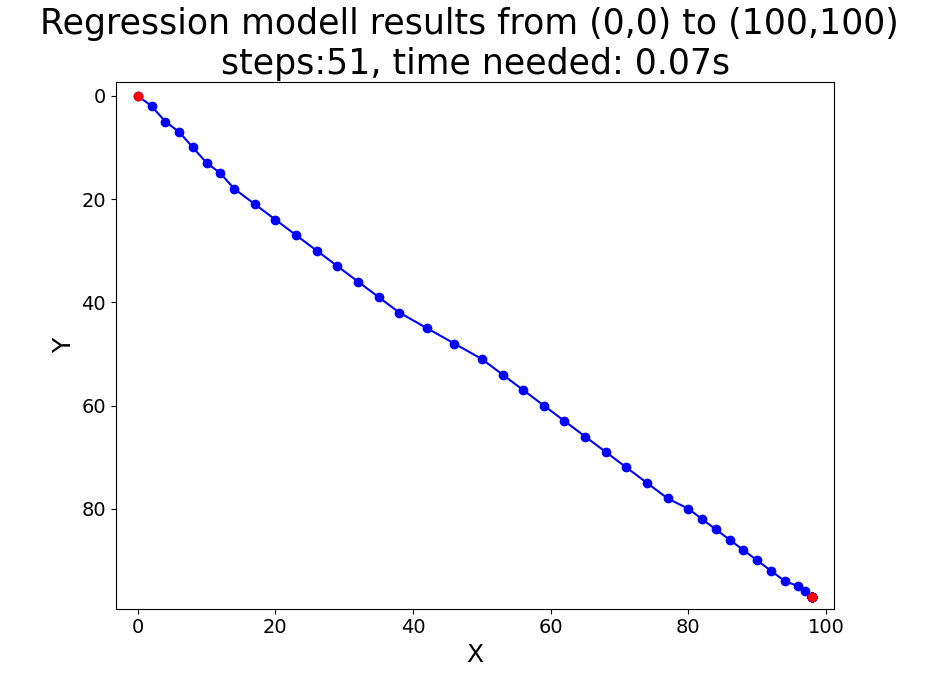 Regression modell results from (0,0) to (100,100)
steps:51, time needed: 0.07s
0
20
40
60
80
Y
0 20 40 60 80 100
X